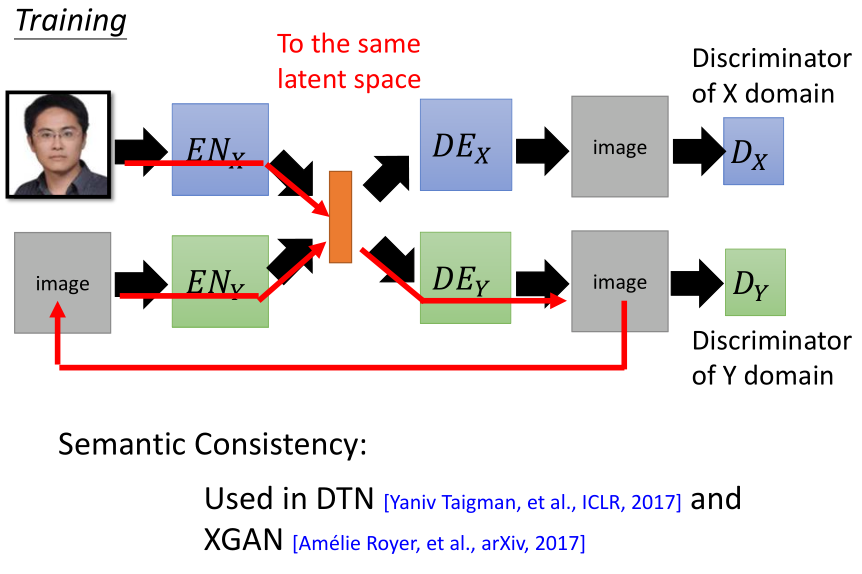 Training
To the same
latent space
Discriminator
of X domain
EN_X
DE_X
image
D_X
image
EN_Y
DE_Y
image
D_Y
Discriminator
of Y domain
Semantic Consistency:
Used in DTN [Yaniv Taigman, et al., ICLR, 2017] and
XGAN [Amélie Royer, et al., arXiv, 2017]